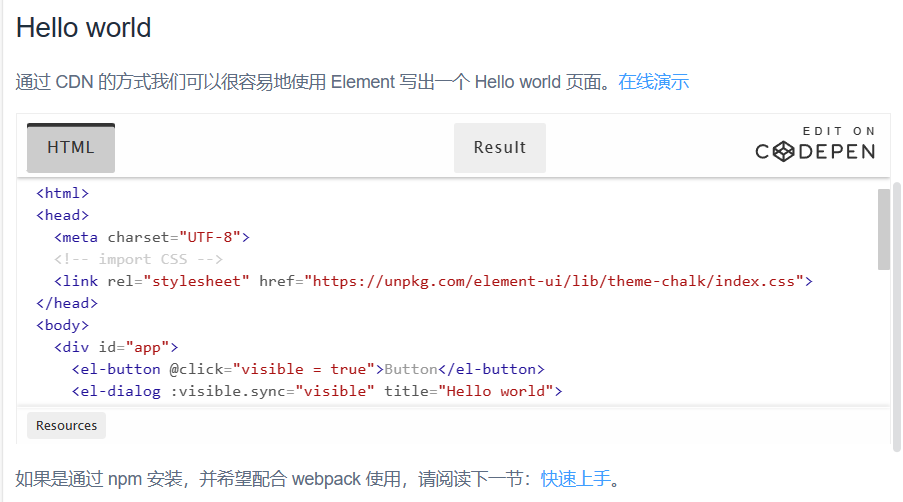 Hello world
通过 CDN 的方式我们可以很容易地使用 Element 写出一个 Hello world 页面。在线演示
HTML
Result
EDIT ON
CODEPEN
<html>
<head>
<meta charset="UTF-8">
<!-- import CSS -->
<link rel="stylesheet" href="https://unpkg.com/element-ui/lib/theme-chalk/index.css">
</head>
<body>
<div id="app">
<el-button @click="visible = true">Button</el-button>
<el-dialog :visible.sync="visible" title="Hello world">
Resources
如果是通过 npm 安装，并希望配合 webpack 使用，请阅读下一节：快速上手。